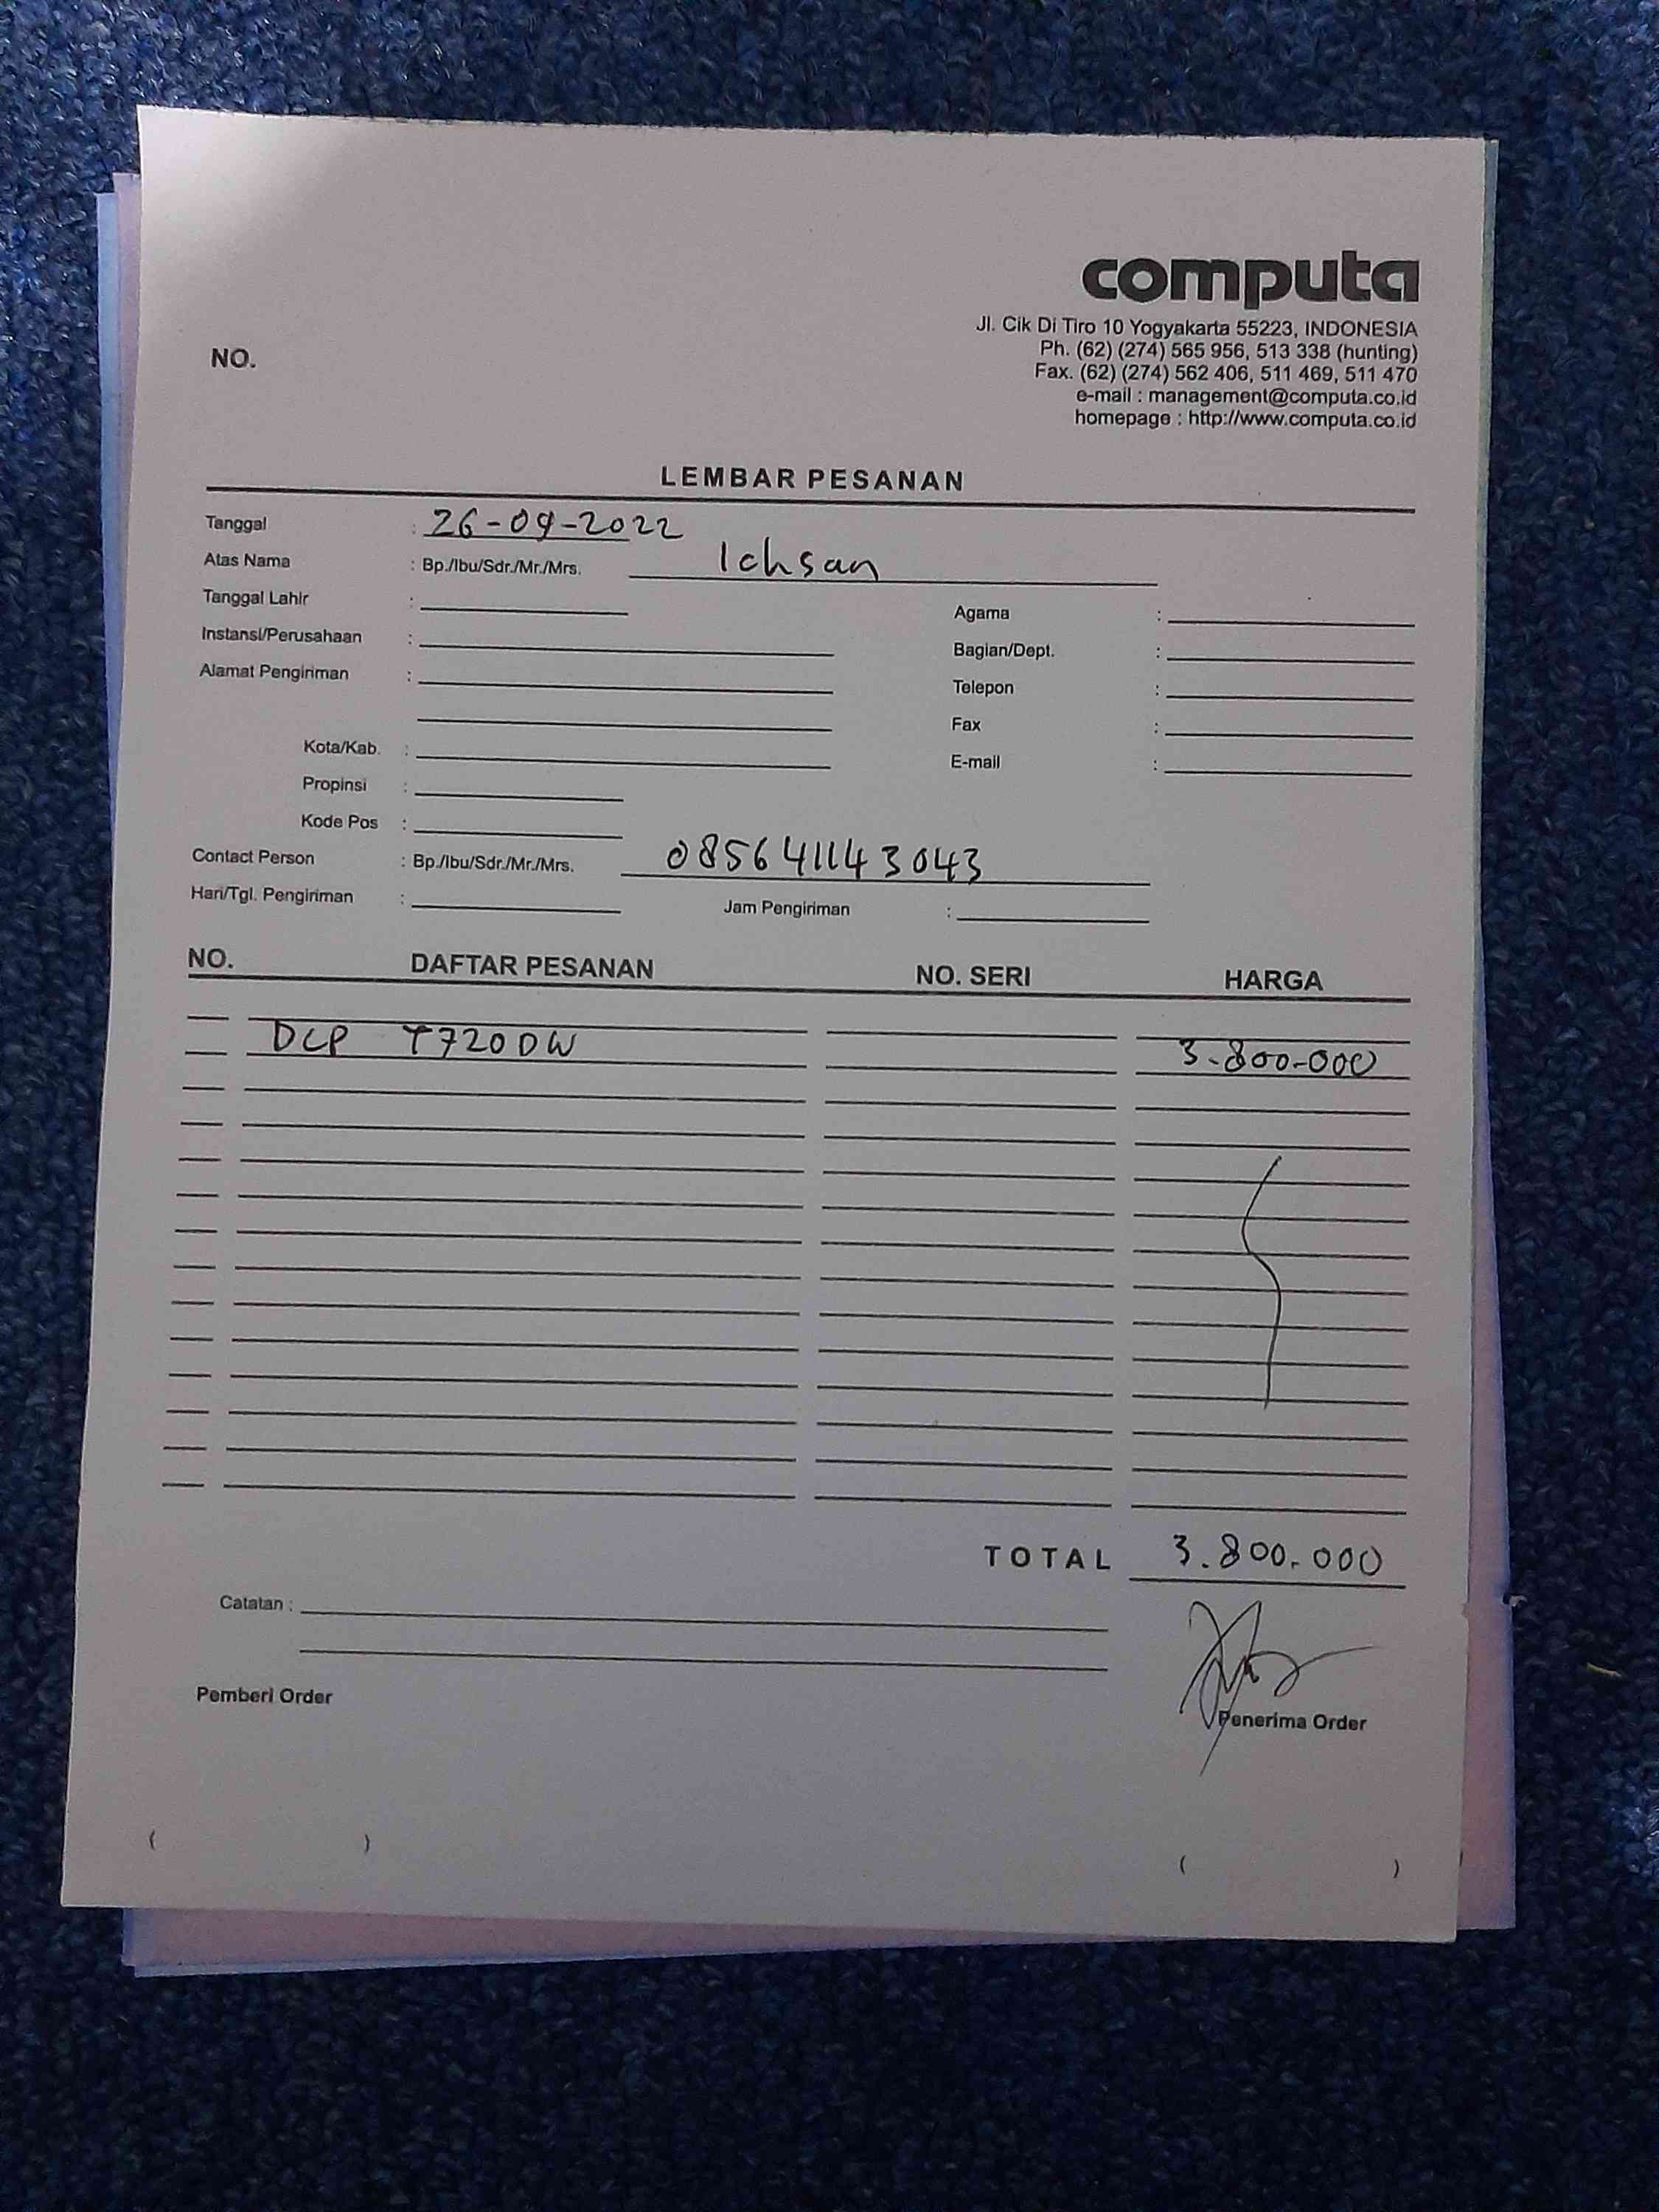 computa
Jl. Cik Di Tiro 10 Yogyakarta 55223, INDONESIA
Ph. (62) (274) 565 956, 513 338 (hunting)
Fax. (62) (274) 562 406, 511 469, 511 470
e-mail : management@computa.co.id
homepage : http://www.computa.co.id
NO.
LEMBAR PESANAN
Tanggal : 26-09-2022
Atas Nama : Bp./Ibu/Sdr./Mr./Mrs. Ichsan
Tanggal Lahir : Agama :
Instansi/Perusahaan : Bagian/Dept. :
Alamat Pengiriman : Telepon :
Fax :
Kota/Kab. : E-mail :
Propinsi :
Kode Pos :
Contact Person : Bp./Ibu/Sdr./Mr./Mrs. 085641143043
Hari/Tgl. Pengiriman : Jam Pengiriman :
NO. DAFTAR PESANAN NO. SERI HARGA
DCP T720DW 3.800.000
TOTAL 3.800.000
Catatan :
Pemberi Order Penerima Order
( ) ( )